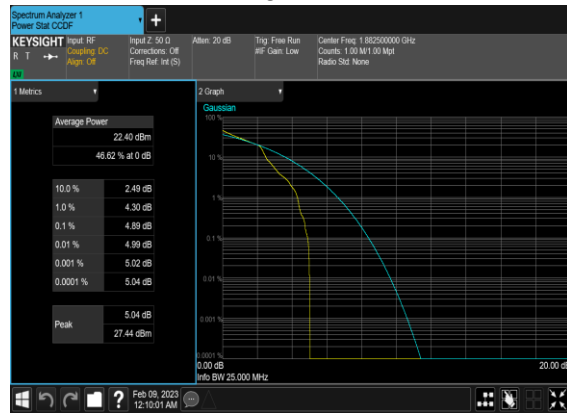 Spectrum Analyzer 1
Power Stat CCDF
KEYSIGHT
R T
Input: RF
Coupling: DC
Align: Off
Input Z: 50 Ω
Corrections: Off
Freq Ref: Int (S)
Atten: 20 dB
Trig: Free Run
#IF Gain: Low
Center Freq: 1.882500000 GHz
Counts: 1.00 M/1.00 Mpt
Radio Std: None
1 Metrics
Average Power
22.40 dBm
46.62 % at 0 dB
10.0 % 2.49 dB
1.0 % 4.30 dB
0.1 % 4.89 dB
0.01 % 4.99 dB
0.001 % 5.02 dB
0.0001 % 5.04 dB
Peak
5.04 dB
27.44 dBm
2 Graph
Gaussian
100 %
10 %
1 %
0.1 %
0.01 %
0.001 %
0.0001 %
0.00 dB
20.00 dB
Info BW 25.000 MHz
?
Feb 09, 2023
12:10:01 AM